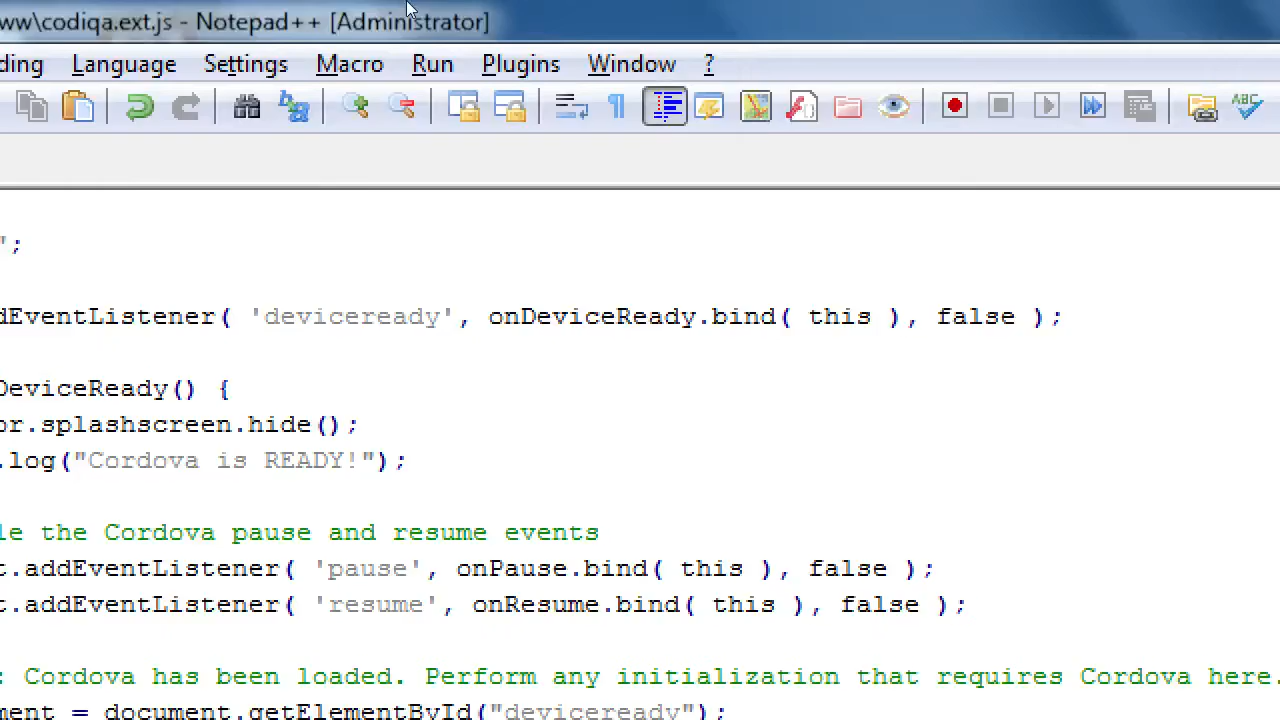 ww\codiqa.ext.js - Notepad++ [Administrator]
ding Language Settings Macro Run Plugins Window ?
ABC
";
dEventListener( 'deviceready', onDeviceReady.bind( this ), false );
DeviceReady() {
or.splashscreen.hide();
.log("Cordova is READY!");
le the Cordova pause and resume events
t.addEventListener( 'pause', onPause.bind( this ), false );
t.addEventListener( 'resume', onResume.bind( this ), false );
: Cordova has been loaded. Perform any initialization that requires Cordova here.
ment = document.getElementById("deviceready");